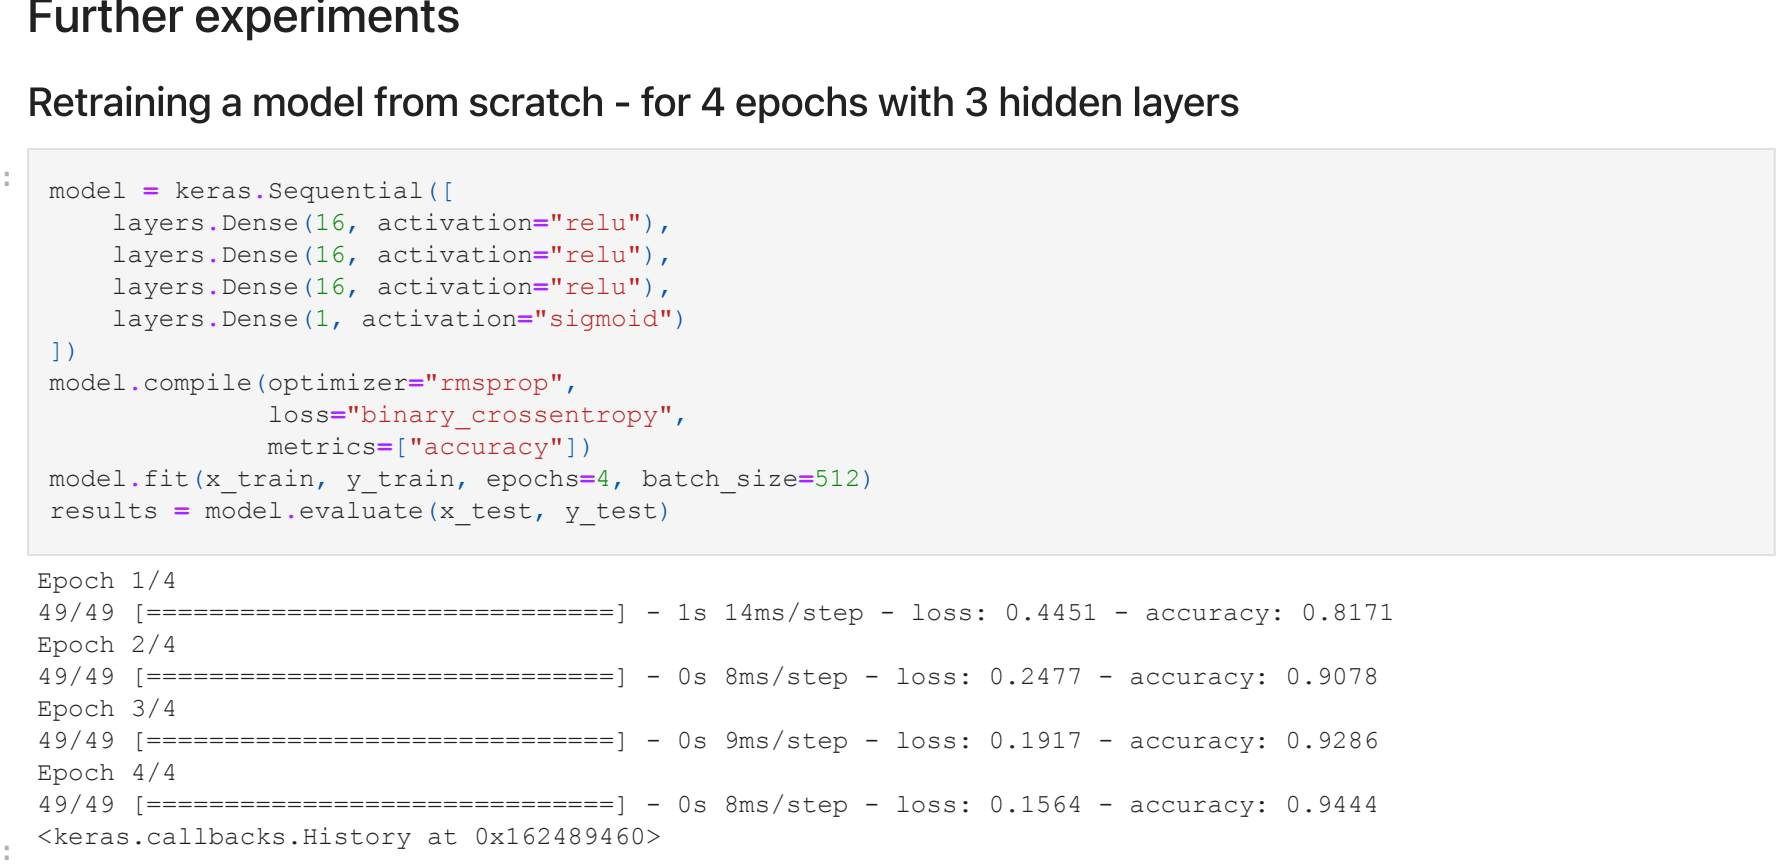 Further experiments
Retraining a model from scratch - for 4 epochs with 3 hidden layers
:
model = keras.Sequential([
    layers.Dense(16, activation="relu"),
    layers.Dense(16, activation="relu"),
    layers.Dense(16, activation="relu"),
    layers.Dense(1, activation="sigmoid")
])
model.compile(optimizer="rmsprop",
              loss="binary_crossentropy",
              metrics=["accuracy"])
model.fit(x_train, y_train, epochs=4, batch_size=512)
results = model.evaluate(x_test, y_test)
Epoch 1/4
49/49 [==============================] - 1s 14ms/step - loss: 0.4451 - accuracy: 0.8171
Epoch 2/4
49/49 [==============================] - 0s 8ms/step - loss: 0.2477 - accuracy: 0.9078
Epoch 3/4
49/49 [==============================] - 0s 9ms/step - loss: 0.1917 - accuracy: 0.9286
Epoch 4/4
49/49 [==============================] - 0s 8ms/step - loss: 0.1564 - accuracy: 0.9444
<keras.callbacks.History at 0x162489460>
: